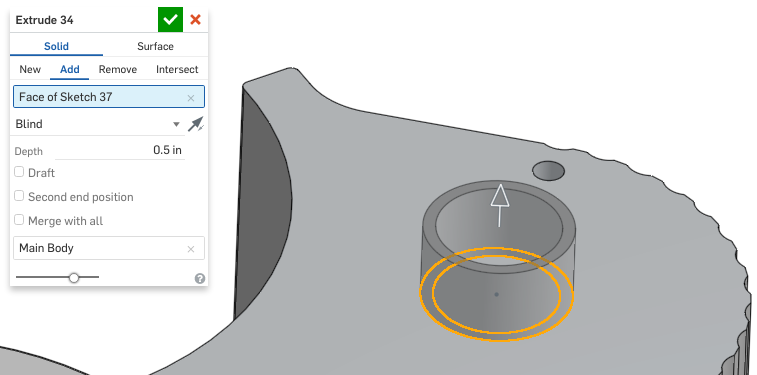 Extrude 34
Solid Surface
New Add Remove Intersect
Face of Sketch 37
Blind
Depth 0.5 in
Draft
Second end position
Merge with all
Main Body
?